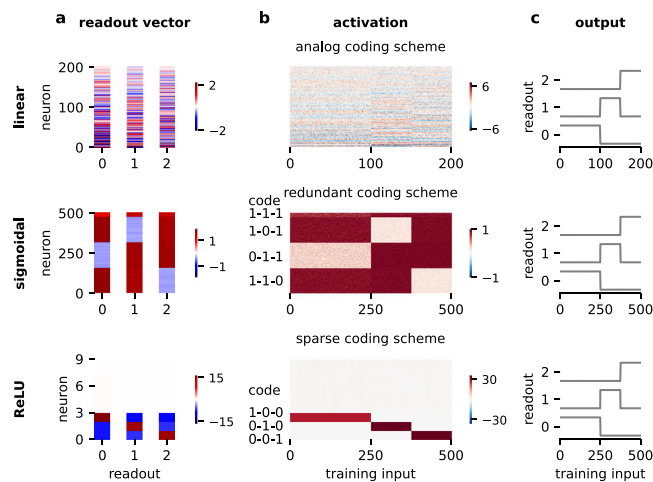 a readout vector b activation c output
analog coding scheme
linear
neuron
200
100
0
0 1 2
2
−2
0 100 200
6
−6
readout
2
1
0
0 100 200
redundant coding scheme
sigmoidal
neuron
500
250
0
0 1 2
1
−1
code
1-1-1
1-0-1
0-1-1
1-1-0
0 250 500
1
−1
readout
2
1
0
0 250 500
sparse coding scheme
ReLU
neuron
9
6
3
0
0 1 2
readout
15
−15
code
1-0-0
0-1-0
0-0-1
0 250 500
training input
30
−30
readout
2
1
0
0 250 500
training input